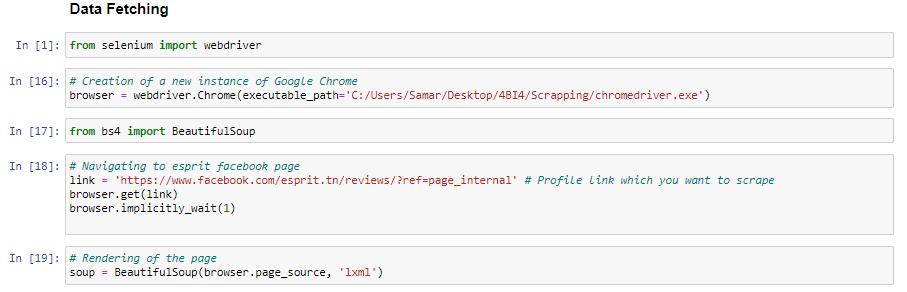 Data Fetching
In [1]: from selenium import webdriver
In [16]: # Creation of a new instance of Google Chrome
browser = webdriver.Chrome(executable_path='C:/Users/Samar/Desktop/4BI4/Scrapping/chromedriver.exe')
In [17]: from bs4 import BeautifulSoup
In [18]: # Navigating to esprit facebook page
link = 'https://www.facebook.com/esprit.tn/reviews/?ref=page_internal' # Profile link which you want to scrape
browser.get(link)
browser.implicitly_wait(1)
In [19]: # Rendering of the page
soup = BeautifulSoup(browser.page_source, 'lxml')